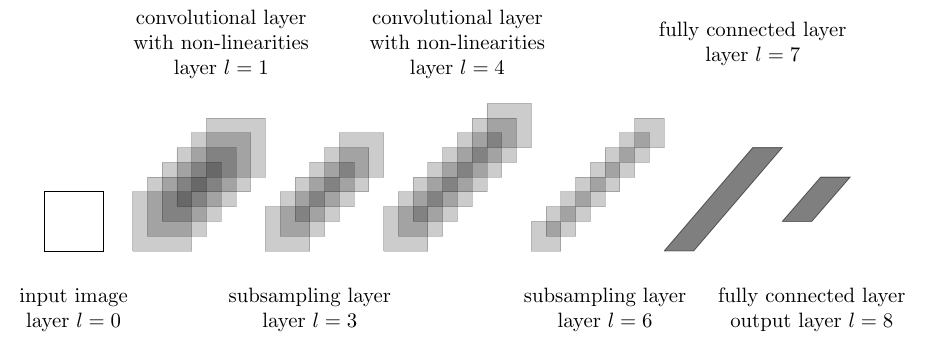 convolutional layer
with non-linearities
layer l = 1
convolutional layer
with non-linearities
layer l = 4
fully connected layer
layer l = 7
input image
layer l = 0
subsampling layer
layer l = 3
subsampling layer
layer l = 6
fully connected layer
output layer l = 8